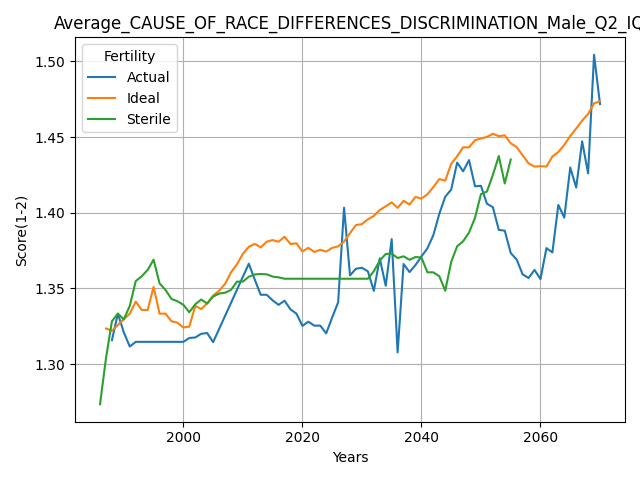 Average_CAUSE_OF_RACE_DIFFERENCES_DISCRIMINATION_Male_Q2_IQ
Fertility
Actual
Ideal
Sterile
Score(1-2)
1.50
1.45
1.40
1.35
1.30
2000 2020 2040 2060
Years